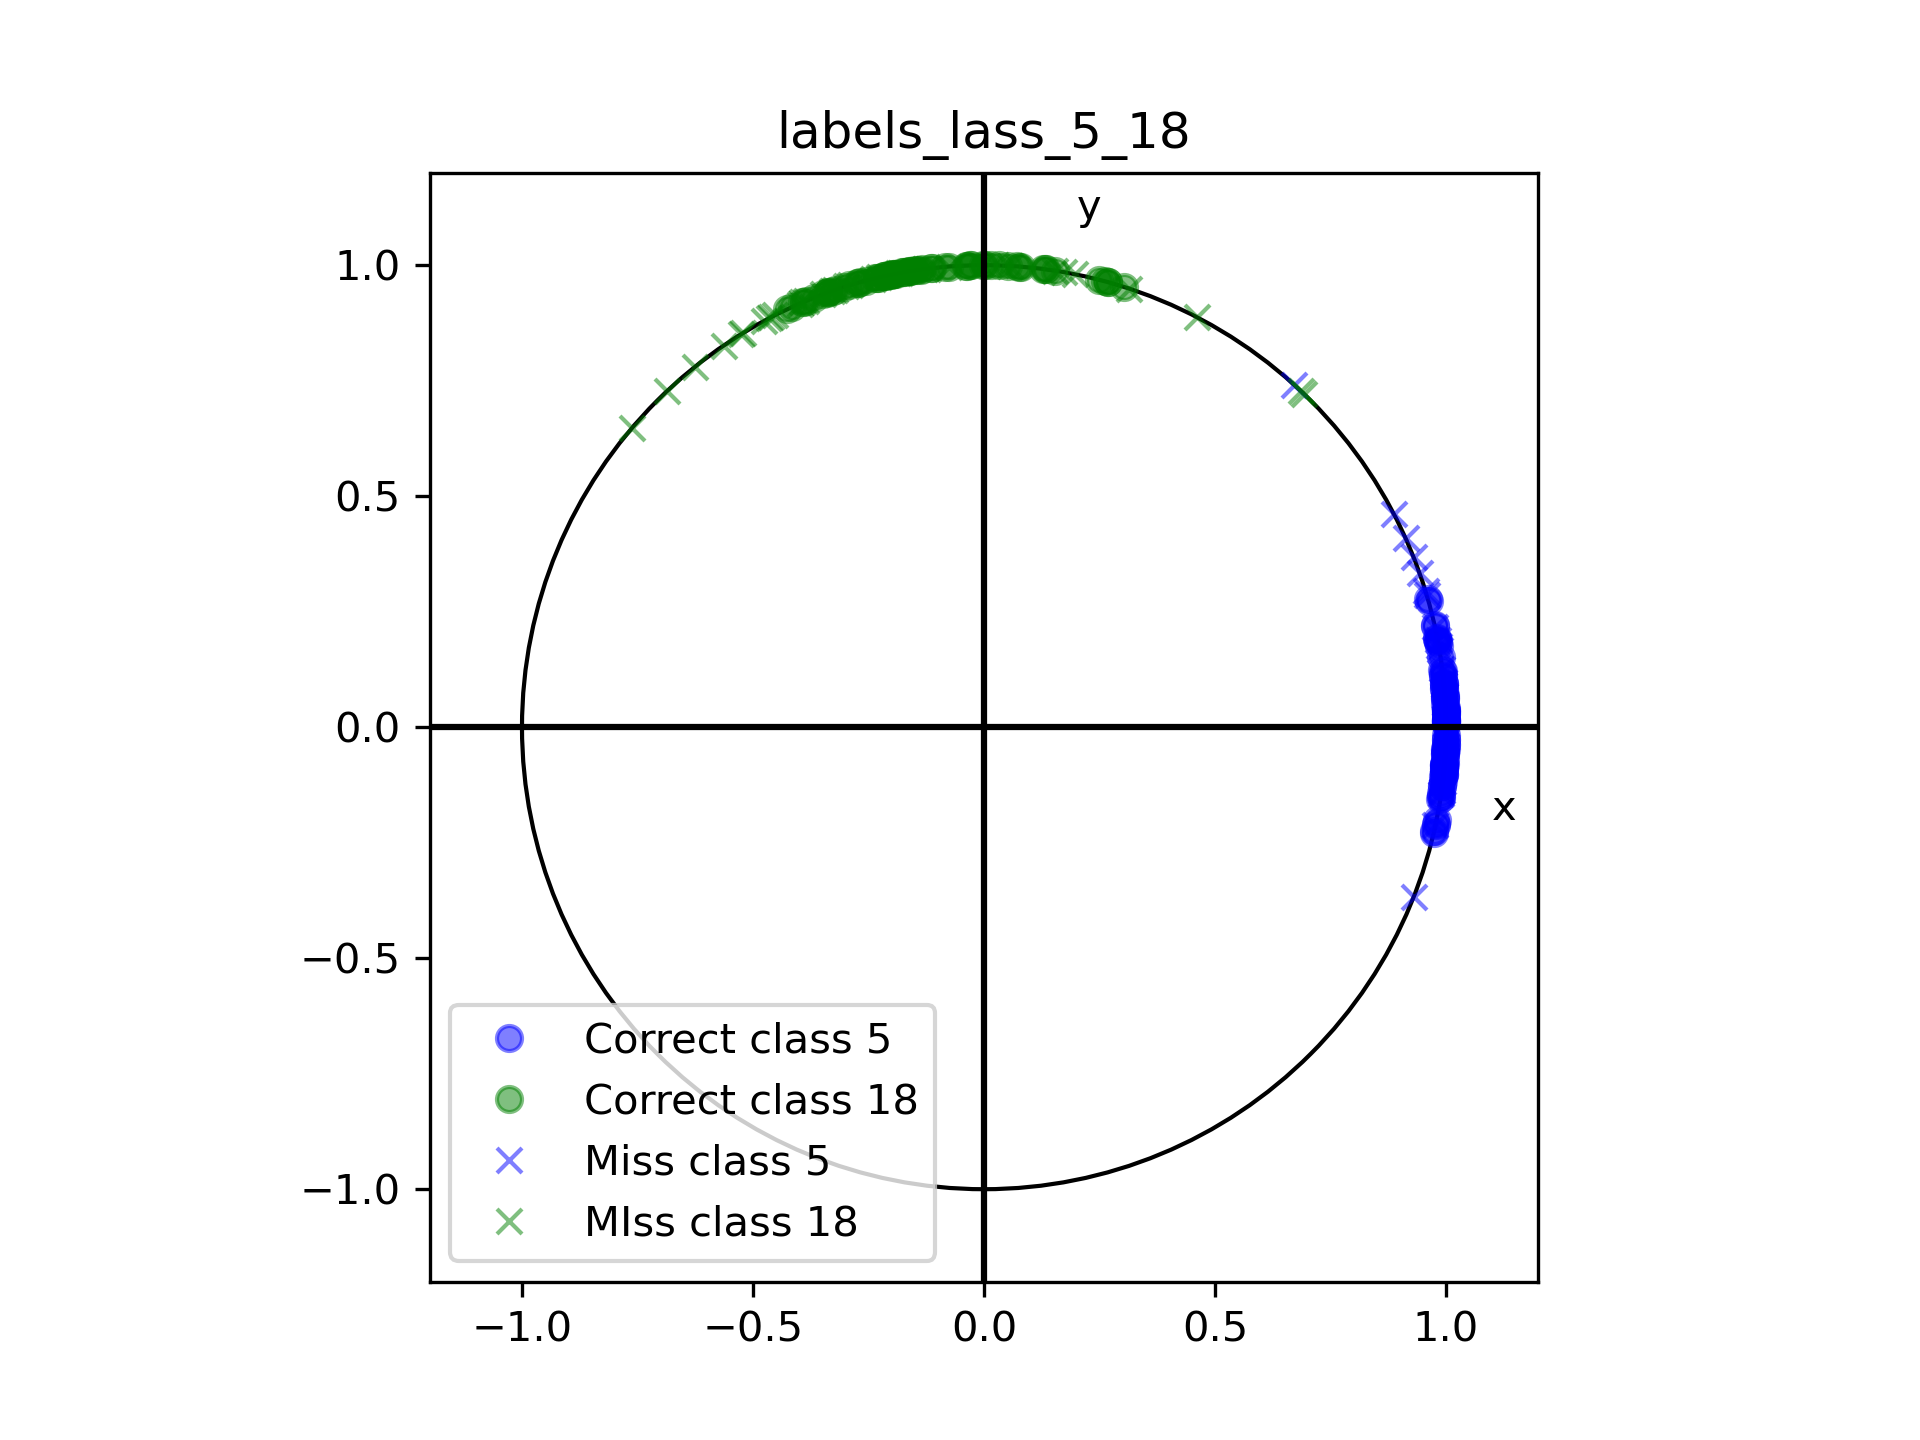 labels_lass_5_18
y
1.0
0.5
0.0
x
−0.5
−1.0
Correct class 5
Correct class 18
Miss class 5
MIss class 18
−1.0 −0.5 0.0 0.5 1.0